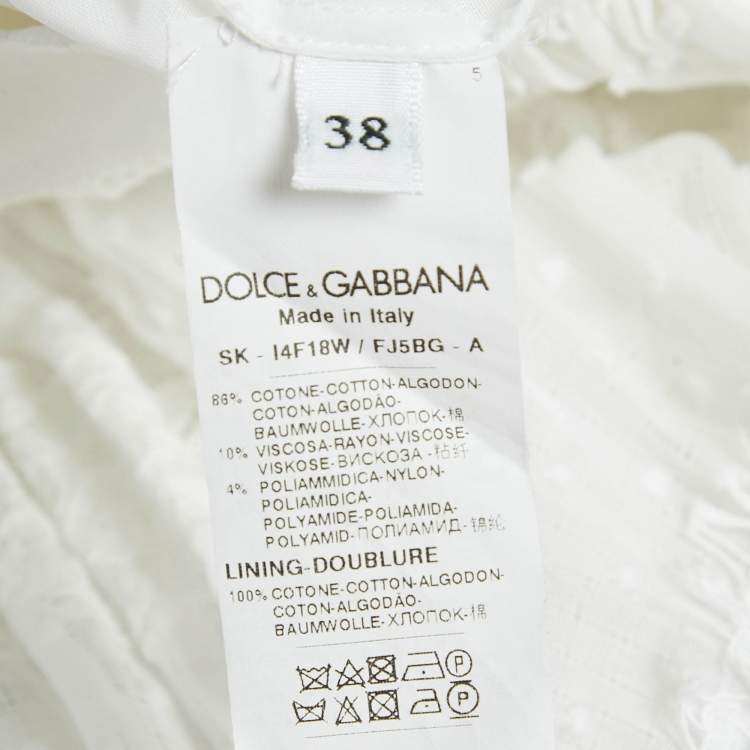 5
38
DOLCE & GABBANA
Made in Italy
SK - I4F18W / FJ5BG - A
86% COTONE-COTTON-ALGODON-
COTON-ALGODÃO-
BAUMWOLLE-ХЛОПОК-棉
10% VISCOSA-RAYON-VISCOSE-
VISKOSE-ВИСКОЗА -粘纤
4% POLIAMMIDICA-NYLON-
POLIAMIDICA-
POLYAMIDE-POLIAMIDA-
POLYAMID-ПОЛИАМИД-锦纶
LINING-DOUBLURE
100% COTONE-COTTON-ALGODON-
COTON-ALGODÃO-
BAUMWOLLE-ХЛОПОК-棉
P
P